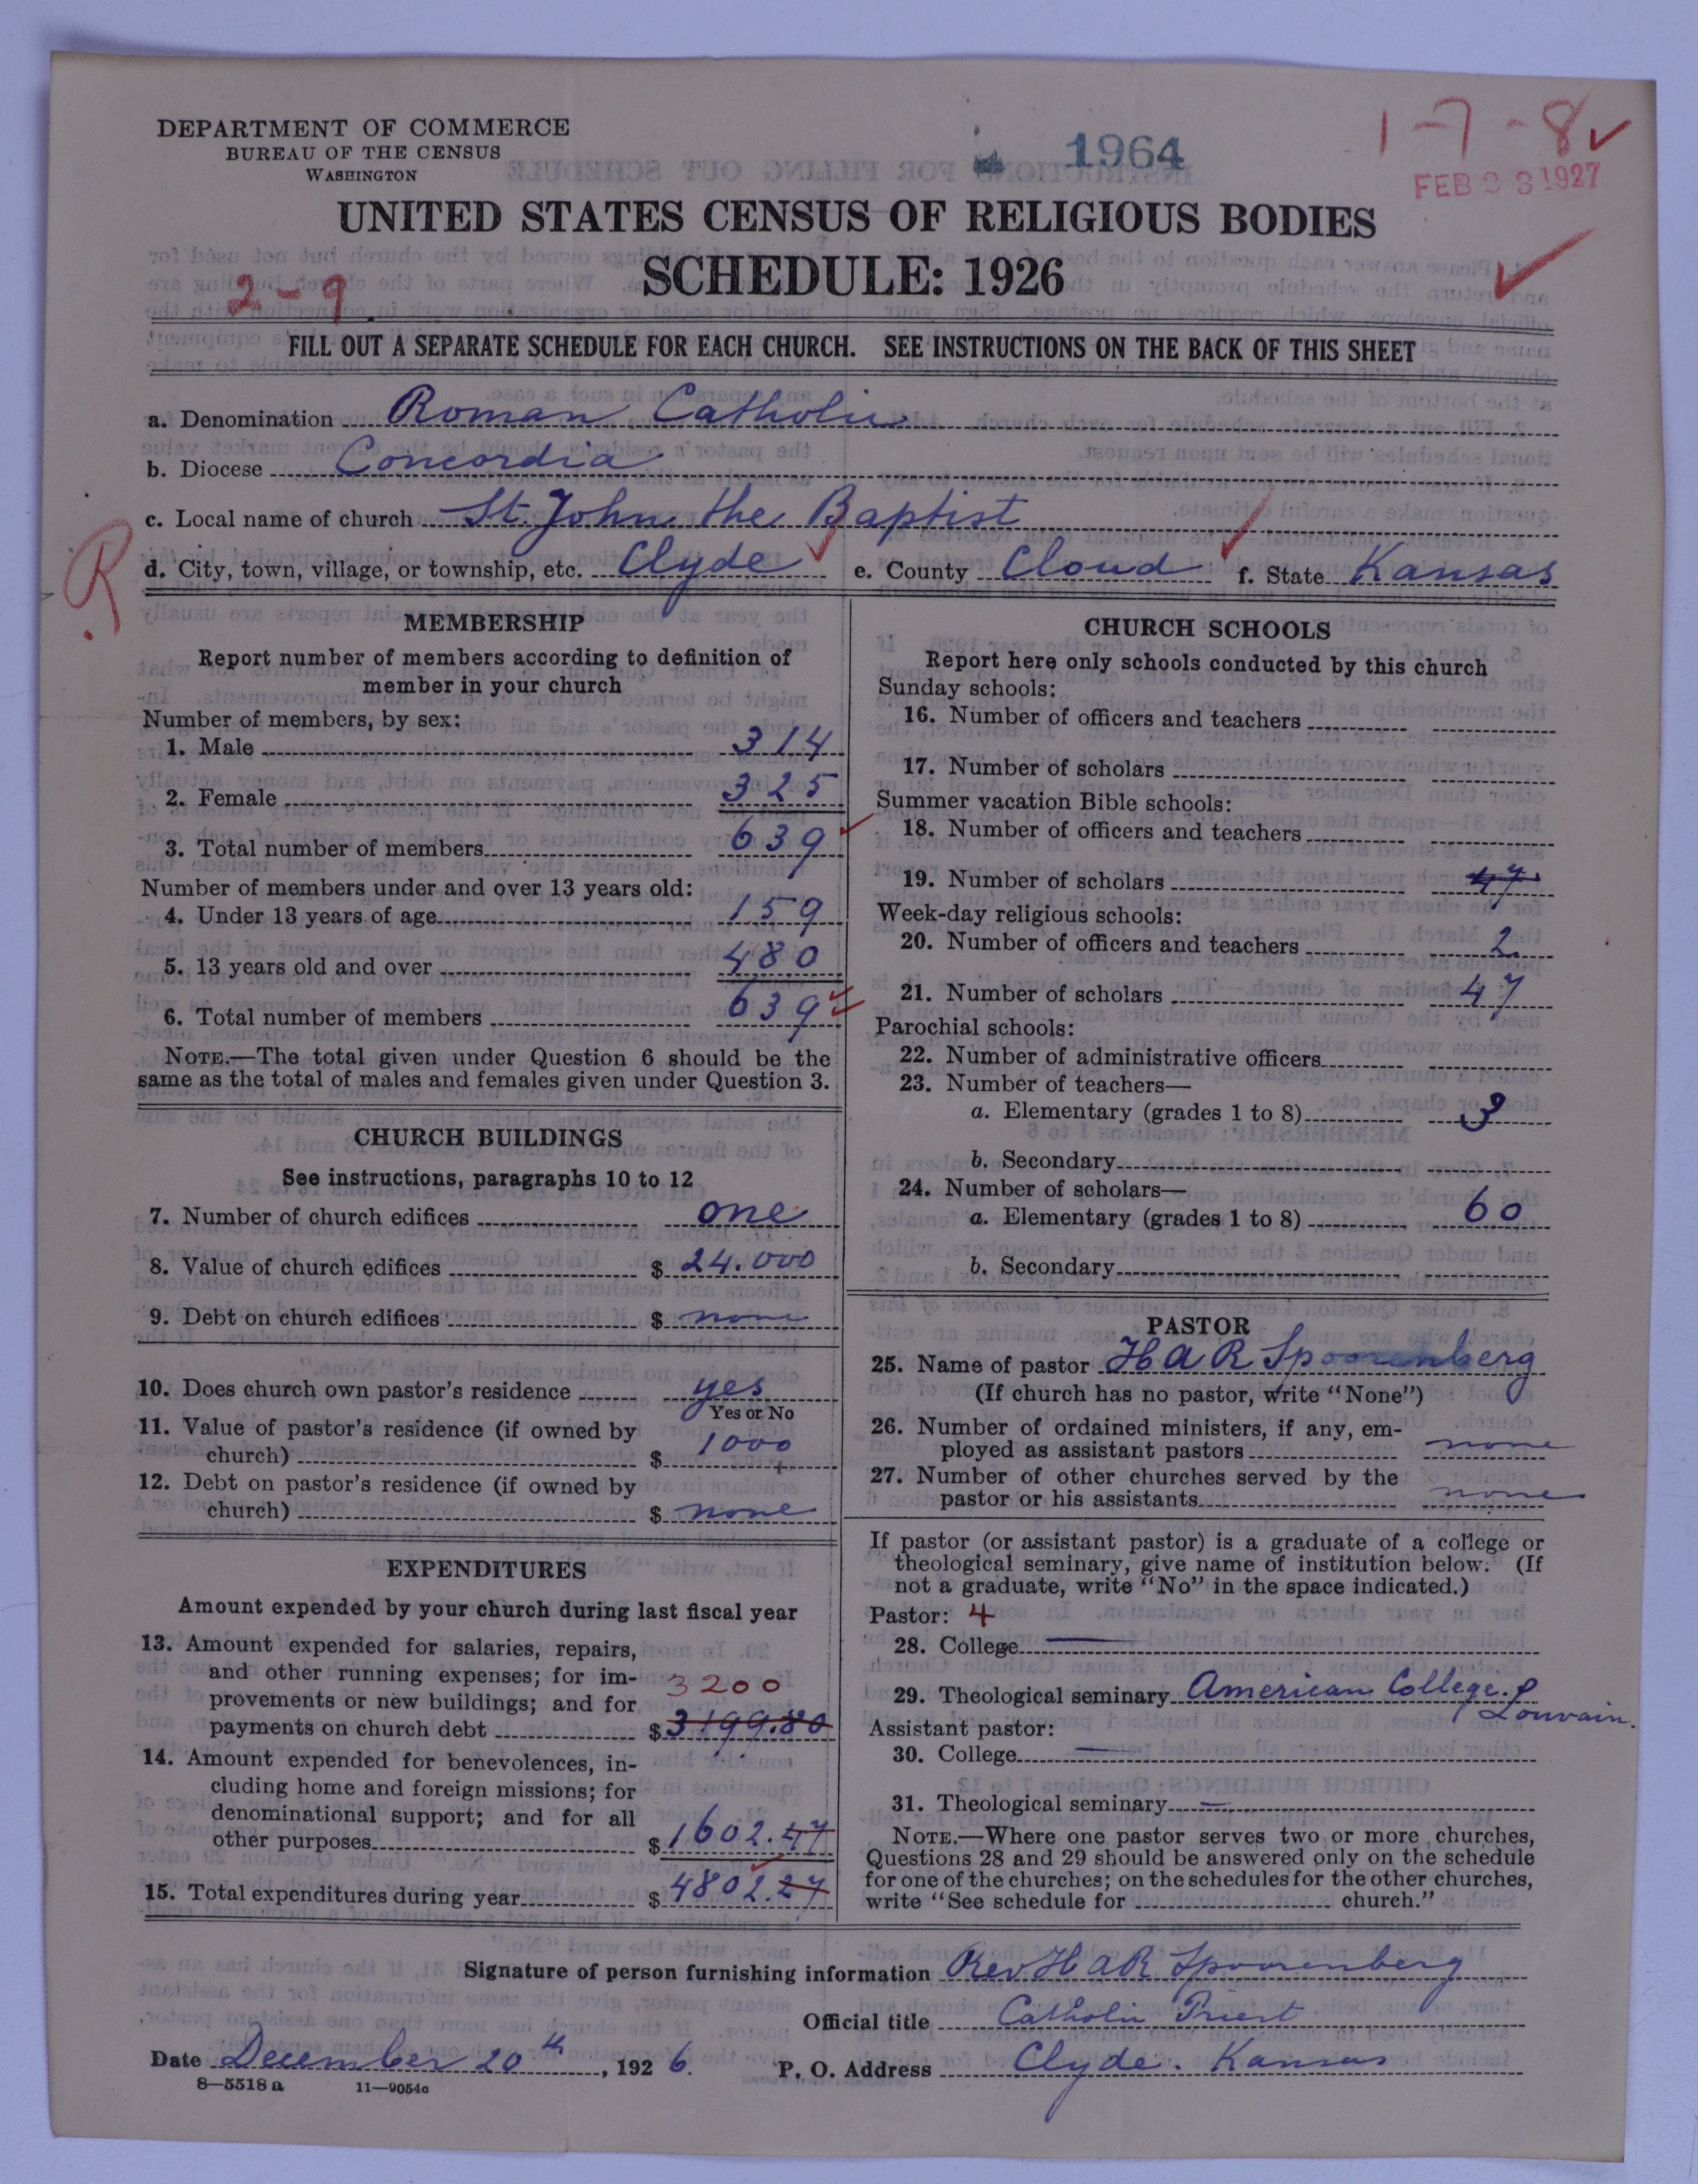 DEPARTMENT OF COMMERCE
BUREAU OF THE CENSUS
WASHINGTON
1964
1-7-8
FEB 23 1927
UNITED STATES CENSUS OF RELIGIOUS BODIES
SCHEDULE: 1926
2-9
FILL OUT A SEPARATE SCHEDULE FOR EACH CHURCH. SEE INSTRUCTIONS ON THE BACK OF THIS SHEET
a. Denomination Roman Catholic
b. Diocese Concordia
c. Local name of church St. John the Baptist
R
d. City, town, village, or township, etc. Clyde e. County Cloud f. State Kansas
MEMBERSHIP
Report number of members according to definition of
member in your church
Number of members, by sex:
1. Male 314
2. Female 325
3. Total number of members 639
Number of members under and over 13 years old:
4. Under 13 years of age 159
5. 13 years old and over 480
6. Total number of members 639
NOTE.—The total given under Question 6 should be the
same as the total of males and females given under Question 3.
CHURCH BUILDINGS
See instructions, paragraphs 10 to 12
7. Number of church edifices one
8. Value of church edifices $ 24.000
9. Debt on church edifices $ none
10. Does church own pastor's residence yes
Yes or No
11. Value of pastor's residence (if owned by
church) $ 1000
12. Debt on pastor's residence (if owned by
church) $ none
EXPENDITURES
Amount expended by your church during last fiscal year
13. Amount expended for salaries, repairs,
and other running expenses; for im-
provements or new buildings; and for 3200
payments on church debt $ 3199.80
14. Amount expended for benevolences, in-
cluding home and foreign missions; for
denominational support; and for all
other purposes $ 1602.47
15. Total expenditures during year $ 4802.27
CHURCH SCHOOLS
Report here only schools conducted by this church
Sunday schools:
16. Number of officers and teachers
17. Number of scholars
Summer vacation Bible schools:
18. Number of officers and teachers
19. Number of scholars 47
Week-day religious schools:
20. Number of officers and teachers 2
21. Number of scholars 47
Parochial schools:
22. Number of administrative officers
23. Number of teachers—
a. Elementary (grades 1 to 8) 3
b. Secondary
24. Number of scholars—
a. Elementary (grades 1 to 8) 60
b. Secondary
PASTOR
25. Name of pastor H A R Spoorenberg
(If church has no pastor, write "None")
26. Number of ordained ministers, if any, em-
ployed as assistant pastors none
27. Number of other churches served by the
pastor or his assistants none
If pastor (or assistant pastor) is a graduate of a college or
theological seminary, give name of institution below. (If
not a graduate, write "No" in the space indicated.)
Pastor: 4
28. College —
29. Theological seminary American College.
Louvain.
Assistant pastor:
30. College —
31. Theological seminary —
NOTE.—Where one pastor serves two or more churches,
Questions 28 and 29 should be answered only on the schedule
for one of the churches; on the schedules for the other churches,
write "See schedule for church."
Signature of person furnishing information Rev H A R Spoorenberg
Official title Catholic Priest
Date December 20th, 1926. P. O. Address Clyde. Kansas
8—5518 a 11—9054c